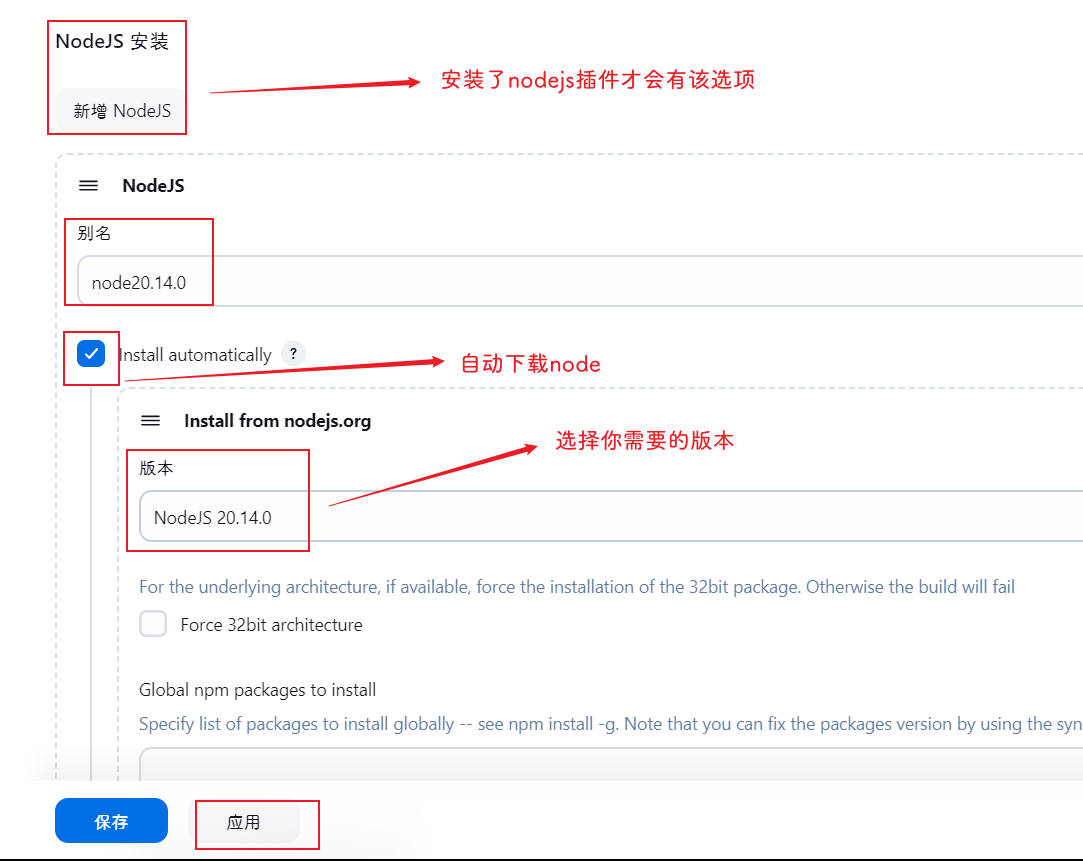 NodeJS 安装
安装了nodejs插件才会有该选项
新增 NodeJS
NodeJS
别名
node20.14.0
Install automatically ?
自动下载node
Install from nodejs.org
选择你需要的版本
版本
NodeJS 20.14.0
For the underlying architecture, if available, force the installation of the 32bit package. Otherwise the build will fail
Force 32bit architecture
Global npm packages to install
Specify list of packages to install globally -- see npm install -g. Note that you can fix the packages version by using the syn
保存
应用